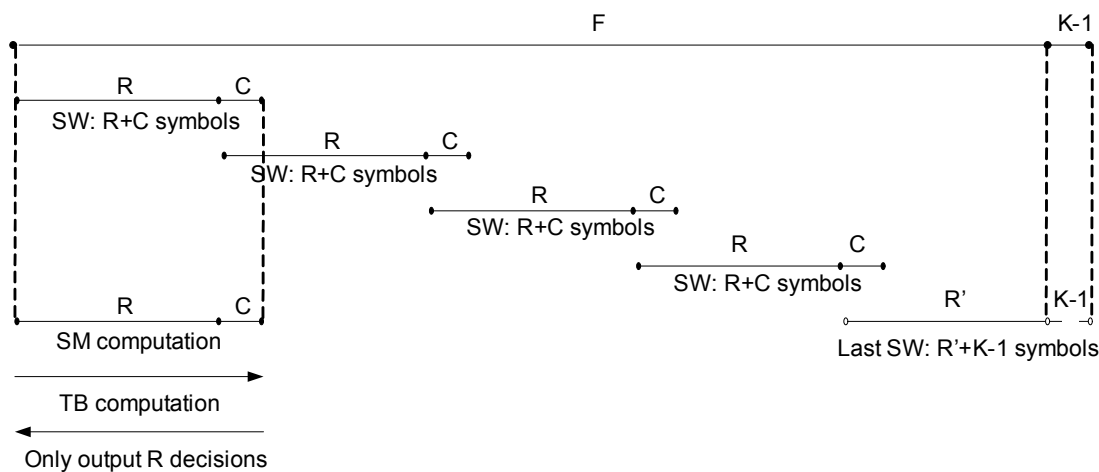 F K-1
R C
SW: R+C symbols
R C
SW: R+C symbols
R C
SW: R+C symbols
R C
SW: R+C symbols
R C R' K-1
SM computation Last SW: R'+K-1 symbols
TB computation
Only output R decisions